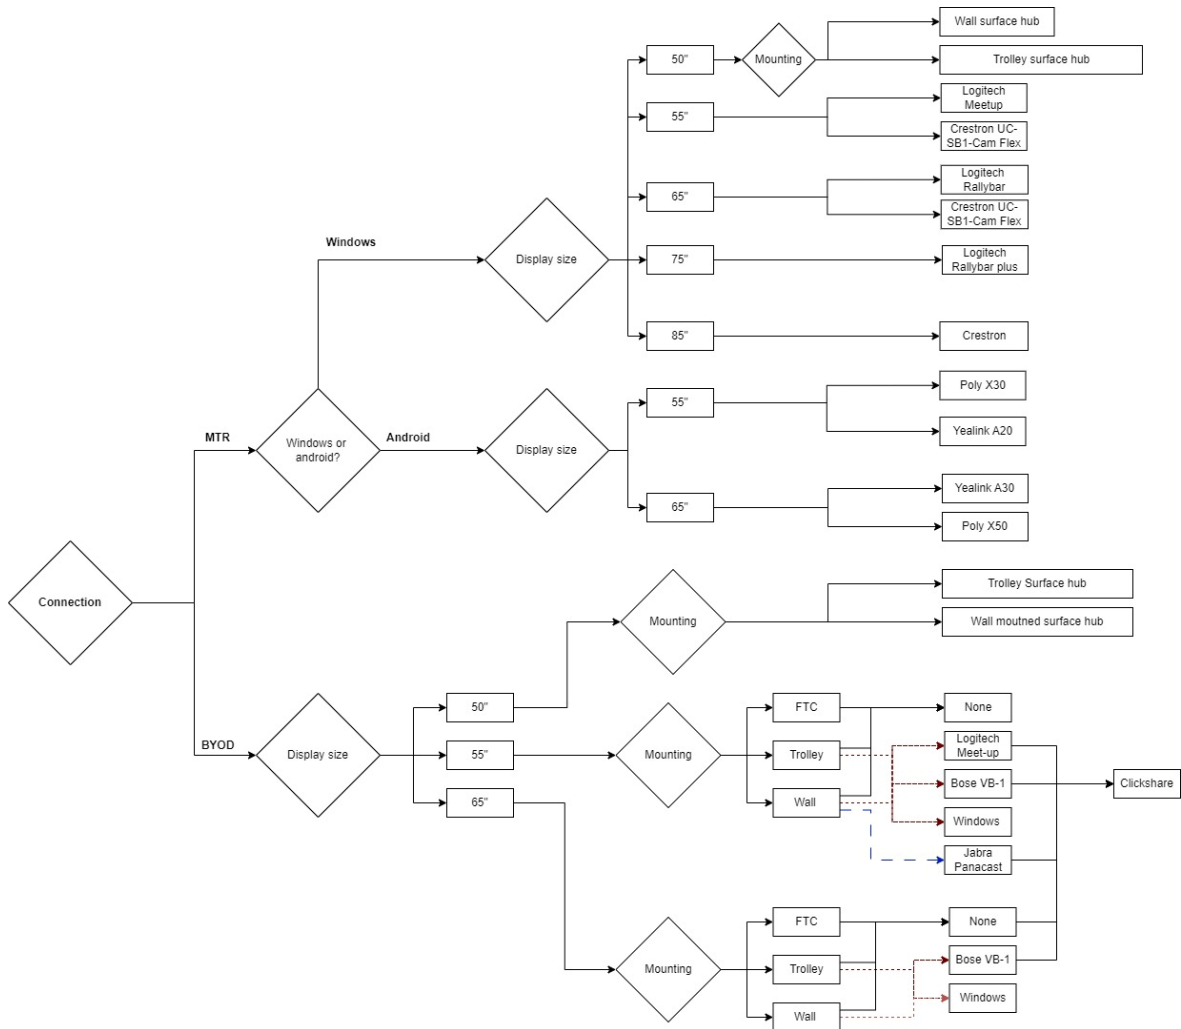 Wall surface hub
50"
Mounting
Trolley surface hub
Logitech
Meetup
55"
Crestron UC-
SB1-Cam Flex
Logitech
Rallybar
65"
Crestron UC-
SB1-Cam Flex
Windows
Display size
75"
Logitech
Rallybar plus
85"
Crestron
Poly X30
55"
MTR
Windows or
android?
Android
Display size
Yealink A20
Yealink A30
65"
Poly X50
Connection
Trolley Surface hub
Mounting
Wall moutned surface hub
50"
FTC
None
BYOD
Display size
55"
Mounting
Trolley
Logitech
Meet-up
Bose VB-1
Clickshare
65"
Wall
Windows
Jabra
Panacast
FTC
None
Mounting
Trolley
Bose VB-1
Wall
Windows